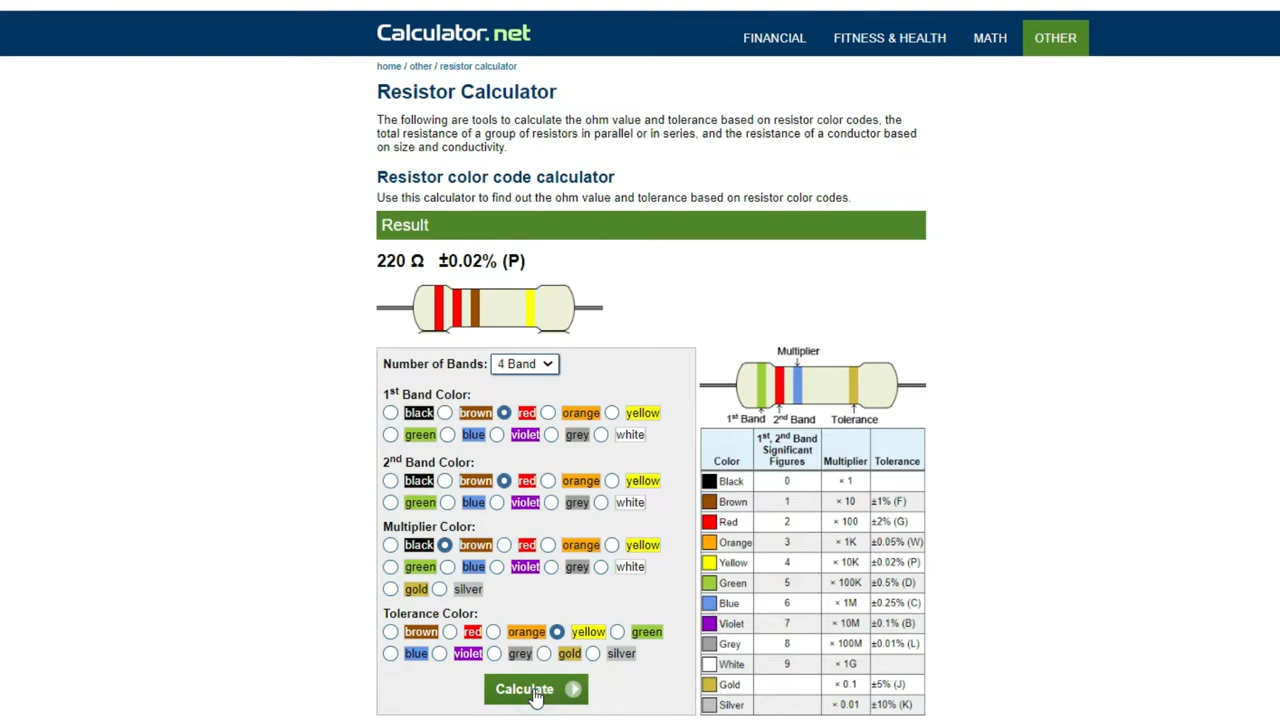 Calculator.net
FINANCIAL FITNESS & HEALTH MATH OTHER
home / other / resistor calculator
Resistor Calculator
The following are tools to calculate the ohm value and tolerance based on resistor color codes, the
total resistance of a group of resistors in parallel or in series, and the resistance of a conductor based
on size and conductivity.
Resistor color code calculator
Use this calculator to find out the ohm value and tolerance based on resistor color codes.
Result
220 Ω ±0.02% (P)
Number of Bands: 4 Band
1st Band Color:
black brown red orange yellow
green blue violet grey white
2nd Band Color:
black brown red orange yellow
green blue violet grey white
Multiplier Color:
black brown red orange yellow
green blue violet grey white
gold silver
Tolerance Color:
brown red orange yellow green
blue violet grey gold silver
Calculate
Multiplier
1st Band 2nd Band Tolerance
Color 1st, 2nd Band Significant Figures Multiplier Tolerance
Black 0 × 1
Brown 1 × 10 ±1% (F)
Red 2 × 100 ±2% (G)
Orange 3 × 1K ±0.05% (W)
Yellow 4 × 10K ±0.02% (P)
Green 5 × 100K ±0.5% (D)
Blue 6 × 1M ±0.25% (C)
Violet 7 × 10M ±0.1% (B)
Grey 8 × 100M ±0.01% (L)
White 9 × 1G
Gold × 0.1 ±5% (J)
Silver × 0.01 ±10% (K)